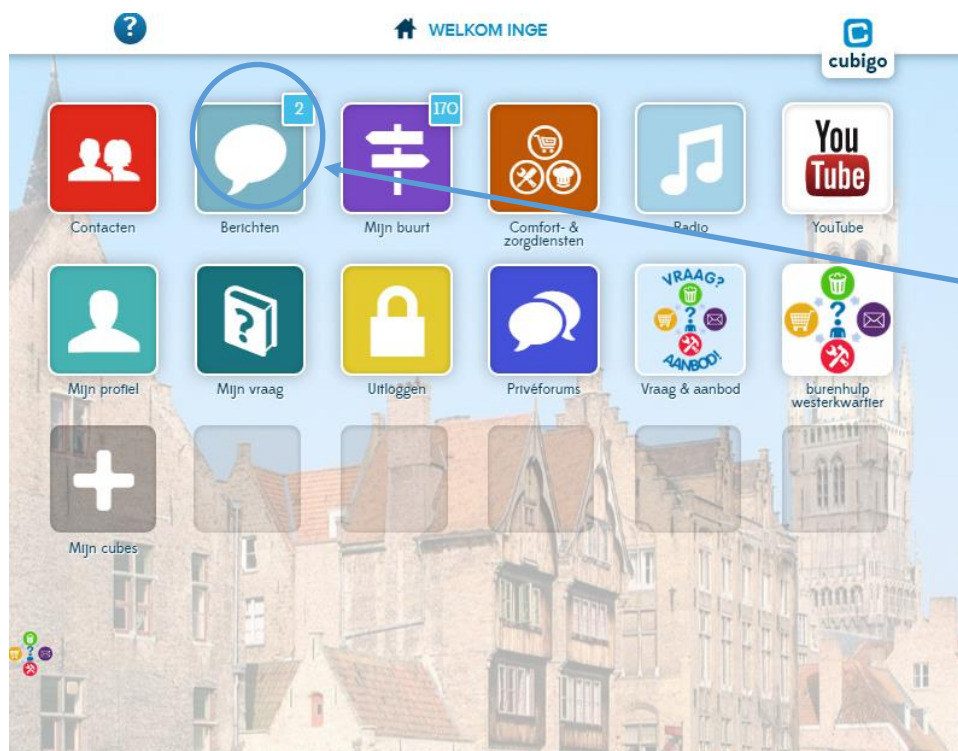 ?
WELKOM INGE
cubigo
2
170
You
Tube
Contacten
Berichten
Mijn buurt
Comfort- &
zorgdiensten
Radio
YouTube
VRAAG?
?
AANBOD!
?
?
Mijn profiel
Mijn vraag
Uitloggen
Privéforums
Vraag & aanbod
burenhulp
westerkwartier
Mijn cubes
?